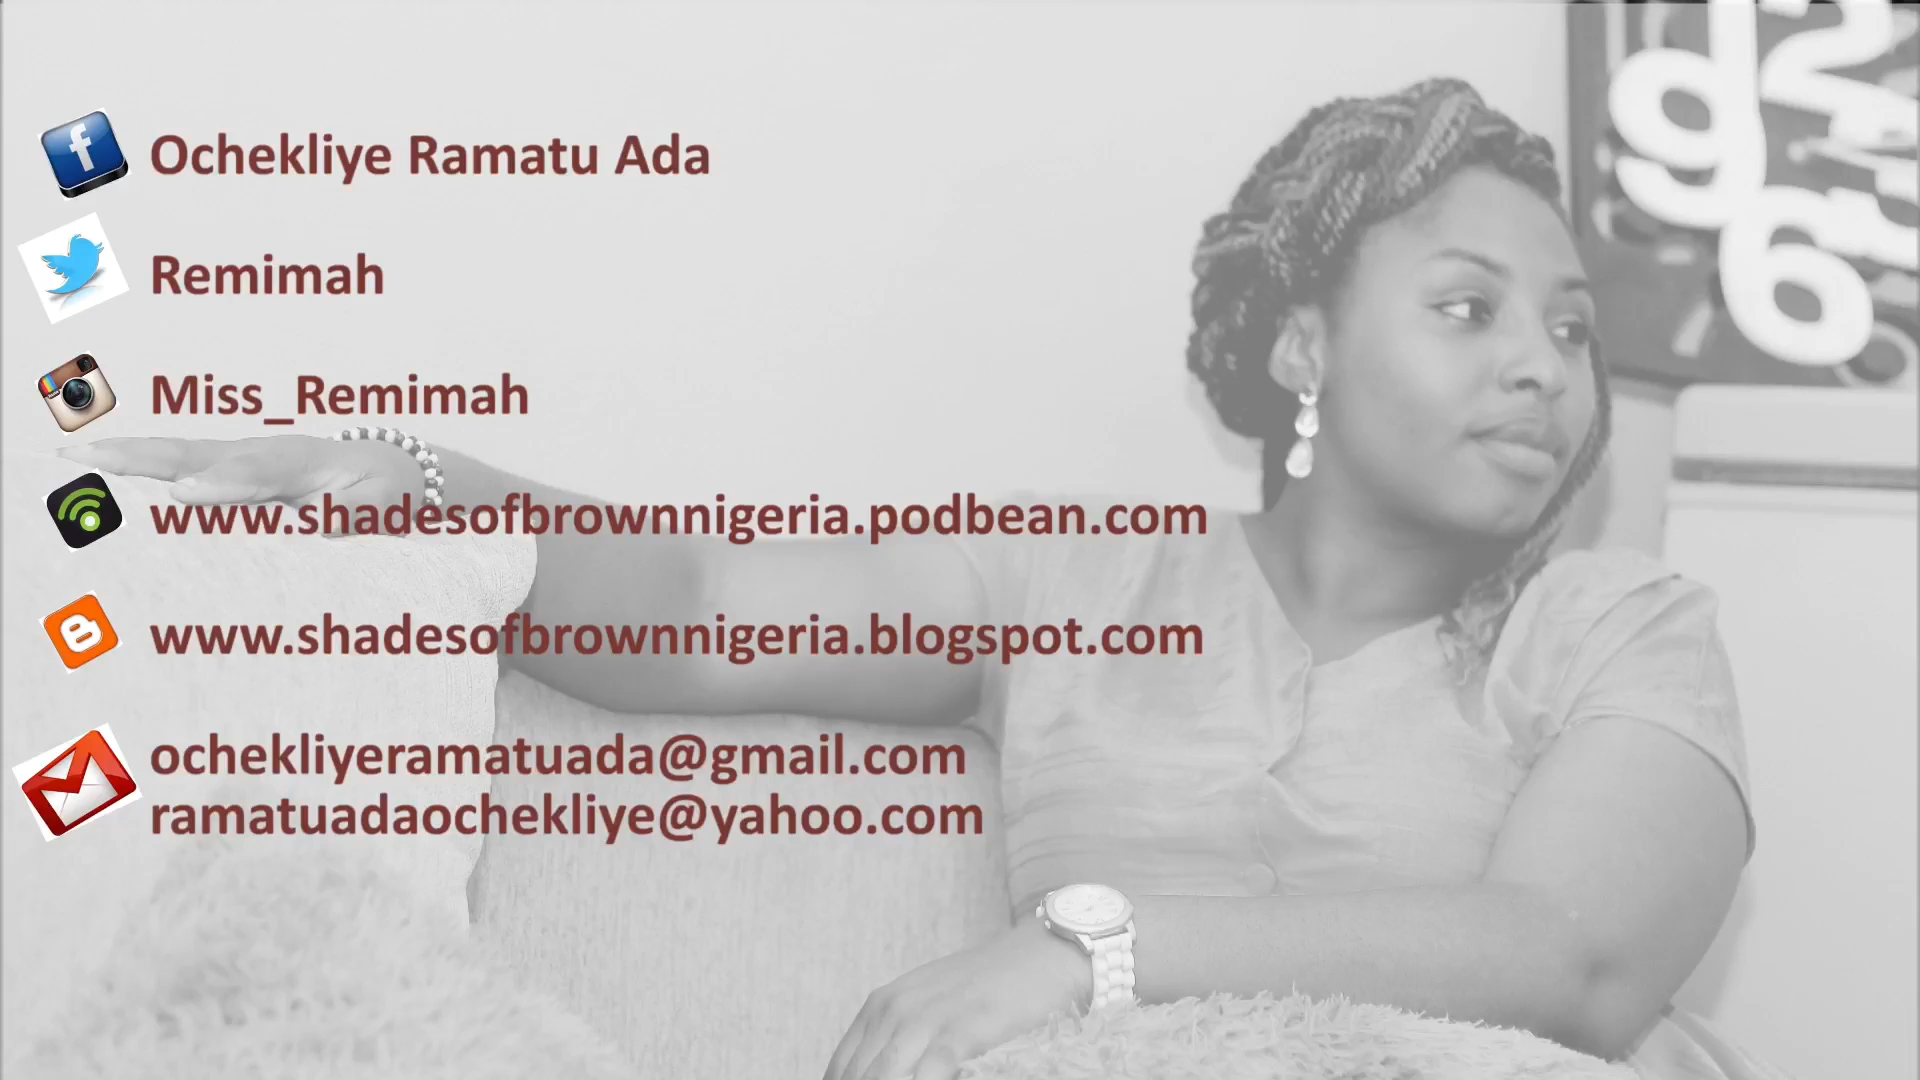 Ochekliye Ramatu Ada
Remimah
Miss_Remimah
www.shadesofbrownnigeria.podbean.com
www.shadesofbrownnigeria.blogspot.com
ochekliyeramatuada@gmail.com
ramatuadaochekliye@yahoo.com